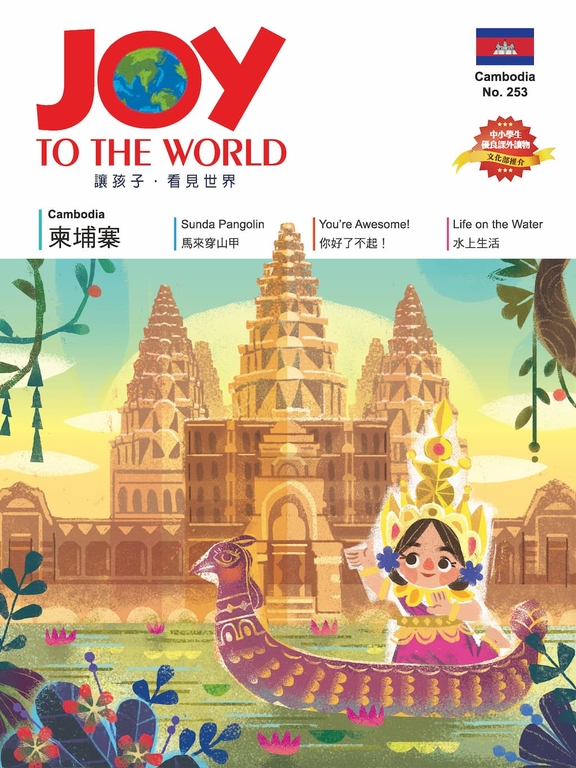 JOY
TO THE WORLD
讓孩子·看見世界
Cambodia
No. 253
中小學生
優良課外讀物
文化部推介
Cambodia
柬埔寨
Sunda Pangolin
馬來穿山甲
You're Awesome!
你好了不起！
Life on the Water
水上生活